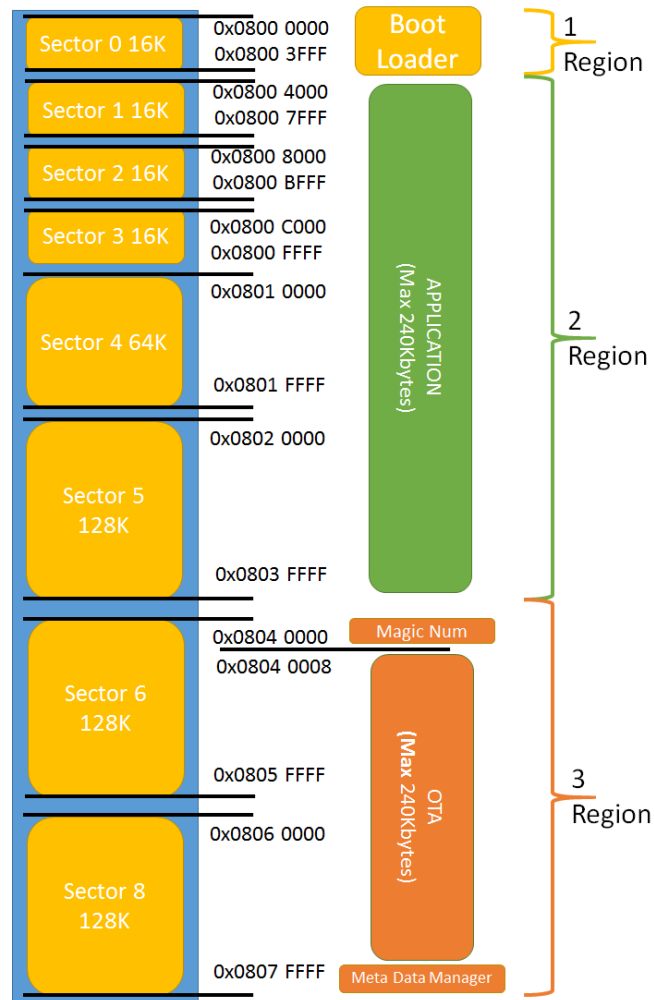 Sector 0 16K
0x0800 0000
0x0800 3FFF
Boot
Loader
1
Region
Sector 1 16K
0x0800 4000
0x0800 7FFF
Sector 2 16K
0x0800 8000
0x0800 BFFF
Sector 3 16K
0x0800 C000
0x0800 FFFF
Sector 4 64K
0x0801 0000
0x0801 FFFF
APPLICATION
(Max 240Kbytes)
2
Region
Sector 5
128K
0x0802 0000
0x0803 FFFF
Sector 6
128K
0x0804 0000
0x0804 0008
0x0805 FFFF
Magic Num
OTA
(Max 240Kbytes)
3
Region
Sector 8
128K
0x0806 0000
0x0807 FFFF
Meta Data Manager